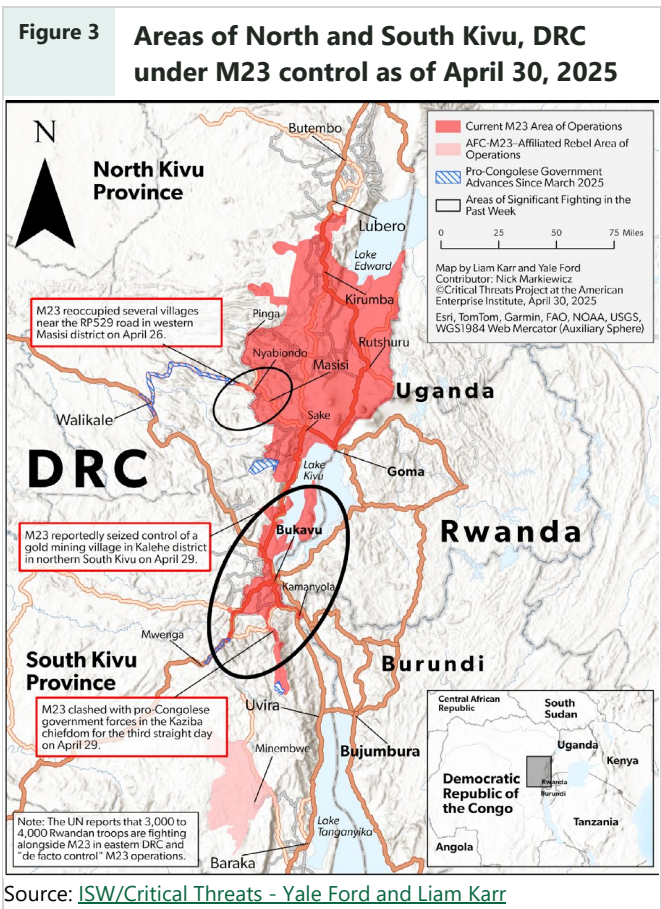 Figure 3
Areas of North and South Kivu, DRC
under M23 control as of April 30, 2025
N
North Kivu
Province
Butembo
Lubero
Lake
Edward
Kirumba
Pinga
Nyabiondo
Masisi
Rutshuru
Uganda
Walikale
Sake
DRC
Lake
Kivu
Goma
Rwanda
Bukavu
Kamanyola
Mwenga
South Kivu
Province
Burundi
Uvira
Bujumbura
Minembwe
Lake
Tanganyika
Baraka
Current M23 Area of Operations
AFC-M23–Affiliated Rebel Area of
Operations
Pro-Congolese Government
Advances Since March 2025
Areas of Significant Fighting in the
Past Week
0 25 50 75 Miles
Map by Liam Karr and Yale Ford
Contributor: Nick Markiewicz
©Critical Threats Project at the American
Enterprise Institute, April 30, 2025
Esri, TomTom, Garmin, FAO, NOAA, USGS,
WGS1984 Web Mercator (Auxiliary Sphere)
M23 reoccupied several villages
near the RP529 road in western
Masisi district on April 26.
M23 reportedly seized control of a
gold mining village in Kalehe district
in northern South Kivu on April 29.
M23 clashed with pro-Congolese
government forces in the Kaziba
chiefdom for the third straight day
on April 29.
Note: The UN reports that 3,000 to
4,000 Rwandan troops are fighting
alongside M23 in eastern DRC and
"de facto control" M23 operations.
Central African
Republic
South
Sudan
Uganda
Kenya
Rwanda
Burundi
Democratic
Republic of
the Congo
Tanzania
Angola
Source: ISW/Critical Threats - Yale Ford and Liam Karr